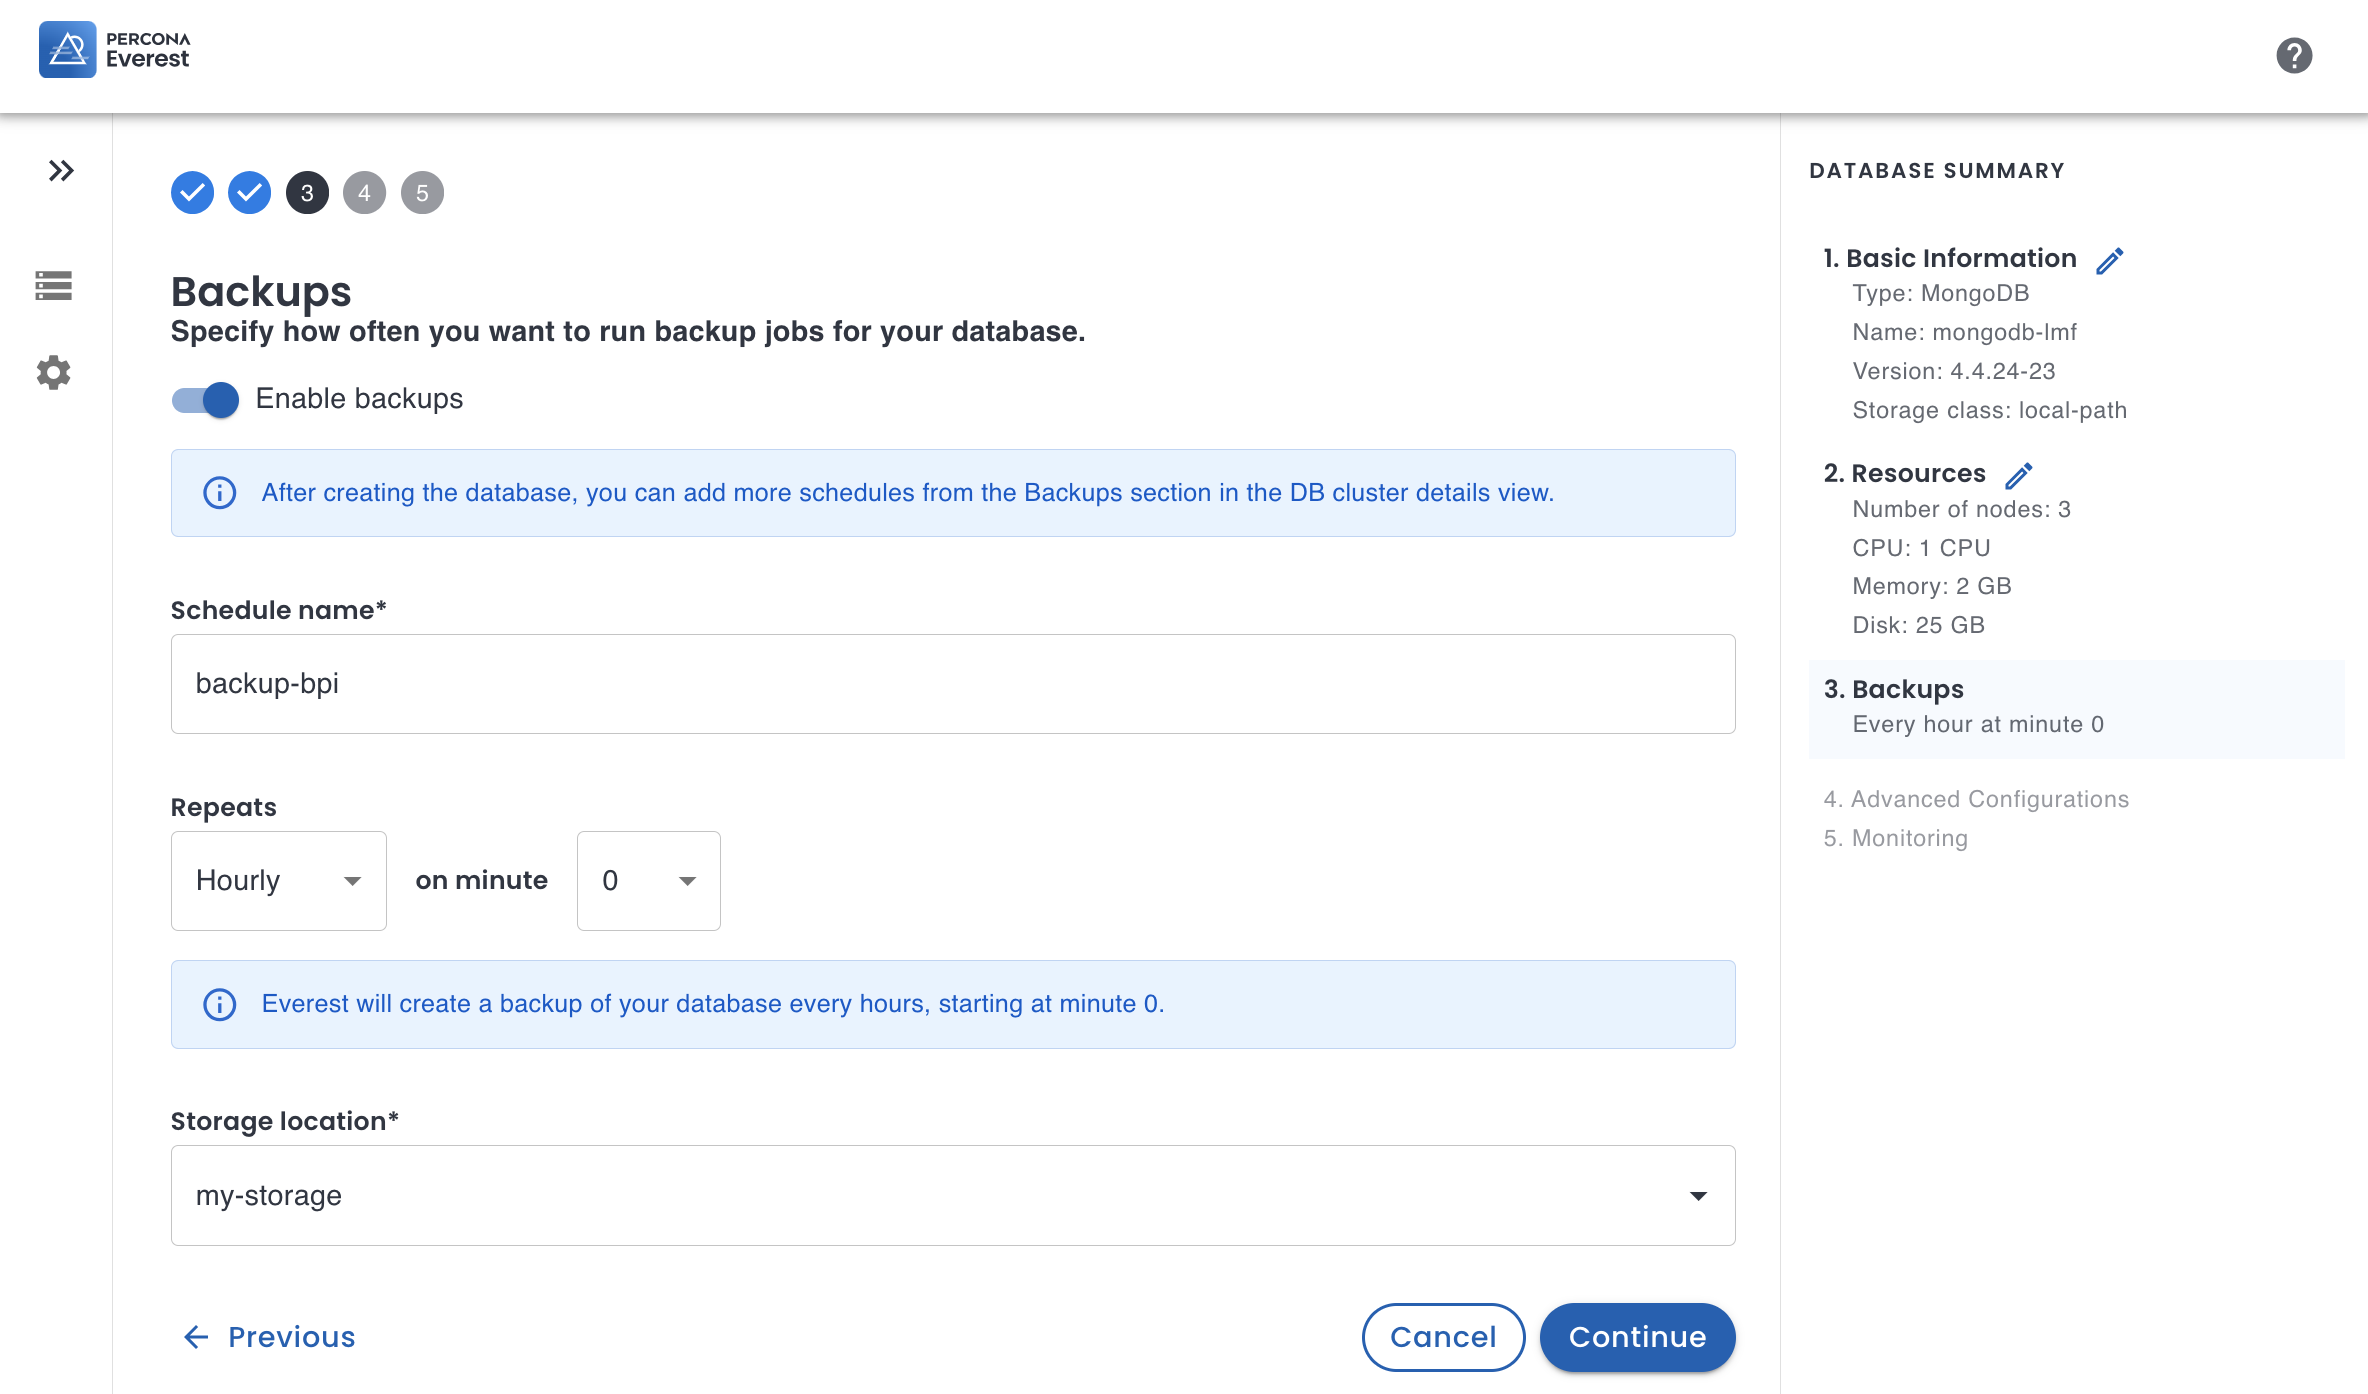 PERCONA
Everest
3 4 5
Backups
Specify how often you want to run backup jobs for your database.
Enable backups
After creating the database, you can add more schedules from the Backups section in the DB cluster details view.
Schedule name*
backup-bpi
Repeats
Hourly on minute 0
Everest will create a backup of your database every hours, starting at minute 0.
Storage location*
my-storage
Previous
Cancel
Continue
DATABASE SUMMARY
1. Basic Information
Type: MongoDB
Name: mongodb-lmf
Version: 4.4.24-23
Storage class: local-path
2. Resources
Number of nodes: 3
CPU: 1 CPU
Memory: 2 GB
Disk: 25 GB
3. Backups
Every hour at minute 0
4. Advanced Configurations
5. Monitoring